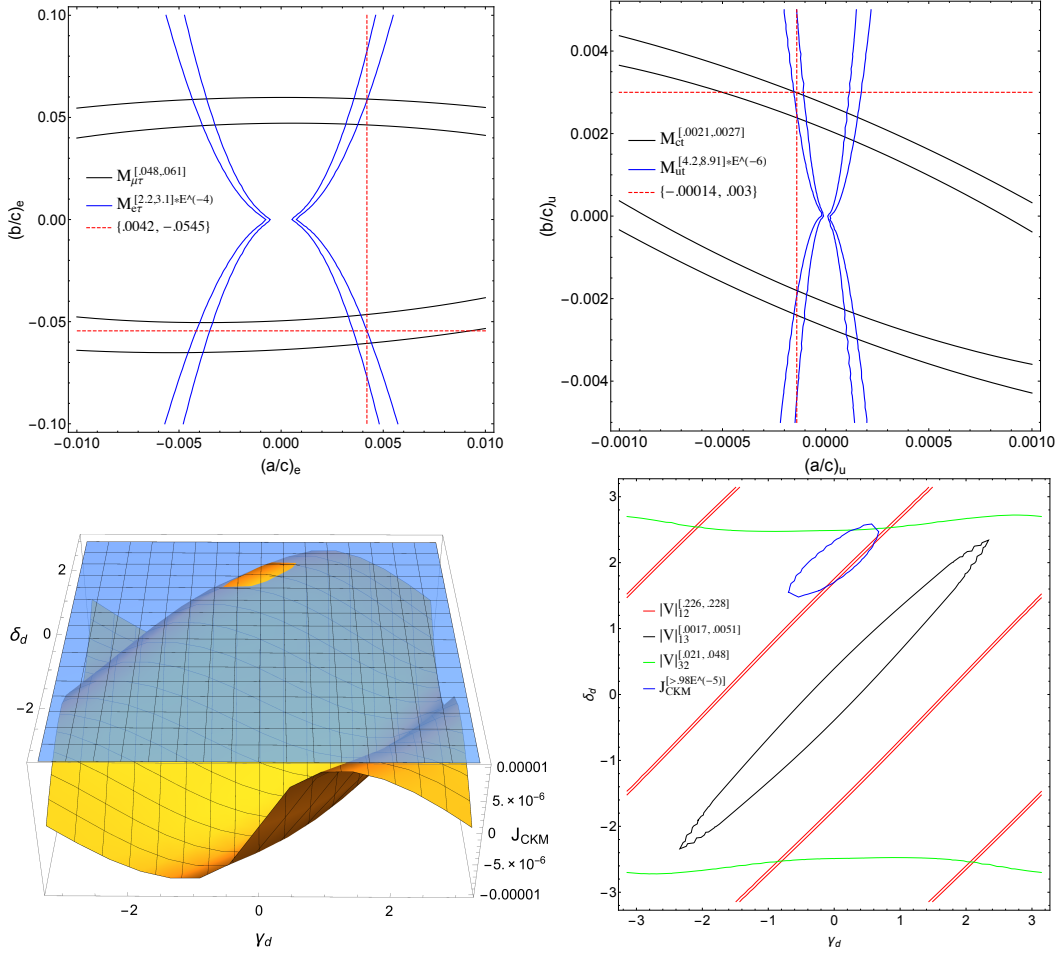 0.10
0.05
0.00
-0.05
-0.10
(b/c)e
Mμτ[.048,.061]
Meτ[2.2,3.1]*E^(-4)
{.0042, -.0545}
-0.010 -0.005 0.000 0.005 0.010
(a/c)e
0.004
0.002
0.000
-0.002
-0.004
(b/c)u
Mct[.0021,.0027]
Mut[4.2,8.91]*E^(-6)
{-.00014, .003}
-0.0010 -0.0005 0.0000 0.0005 0.0010
(a/c)u
2
0
-2
δd
0.00001
5. × 10-6
0
JCKM
-5. × 10-6
-0.00001
-2 0 2
γd
3
2
1
0
-1
-2
-3
δd
|V|12[.226, .228]
|V|13[.0017, .0051]
|V|32[.021, .048]
JCKM[>.98E^(-5)]
-3 -2 -1 0 1 2 3
γd